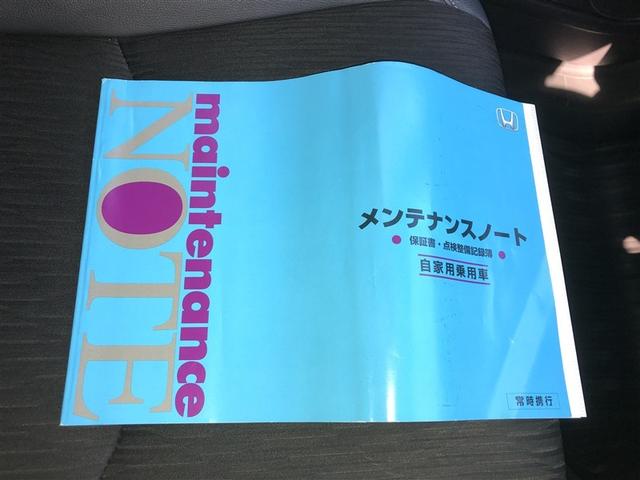 maintenance
NOTE
メンテナンスノート
● 保証書・点検整備記録簿 ●
自家用乗用車
常時携行